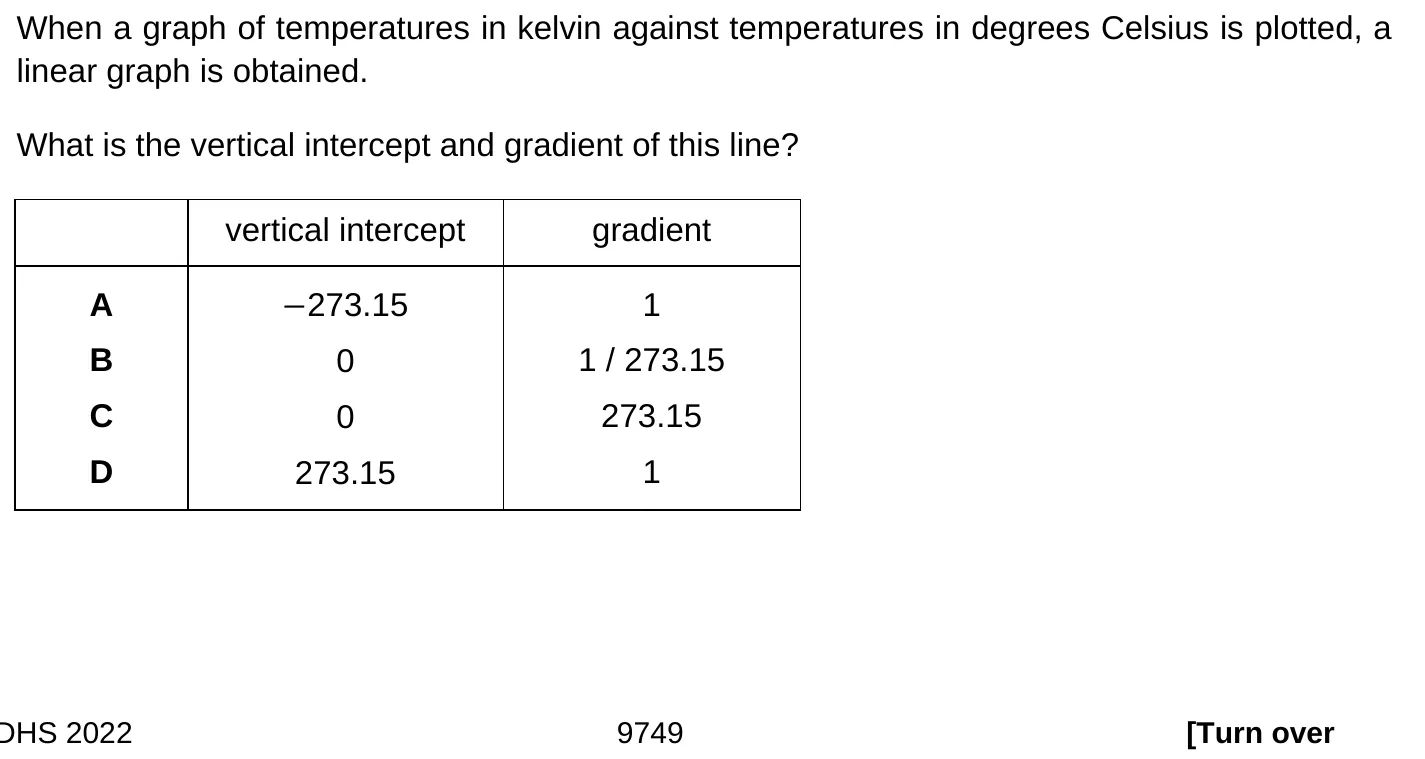 When a graph of temperatures in kelvin against temperatures in degrees Celsius is plotted, a
linear graph is obtained.
What is the vertical intercept and gradient of this line?
vertical intercept gradient
A −273.15 1
B 0 1 / 273.15
C 0 273.15
D 273.15 1
DHS 2022 9749 [Turn over